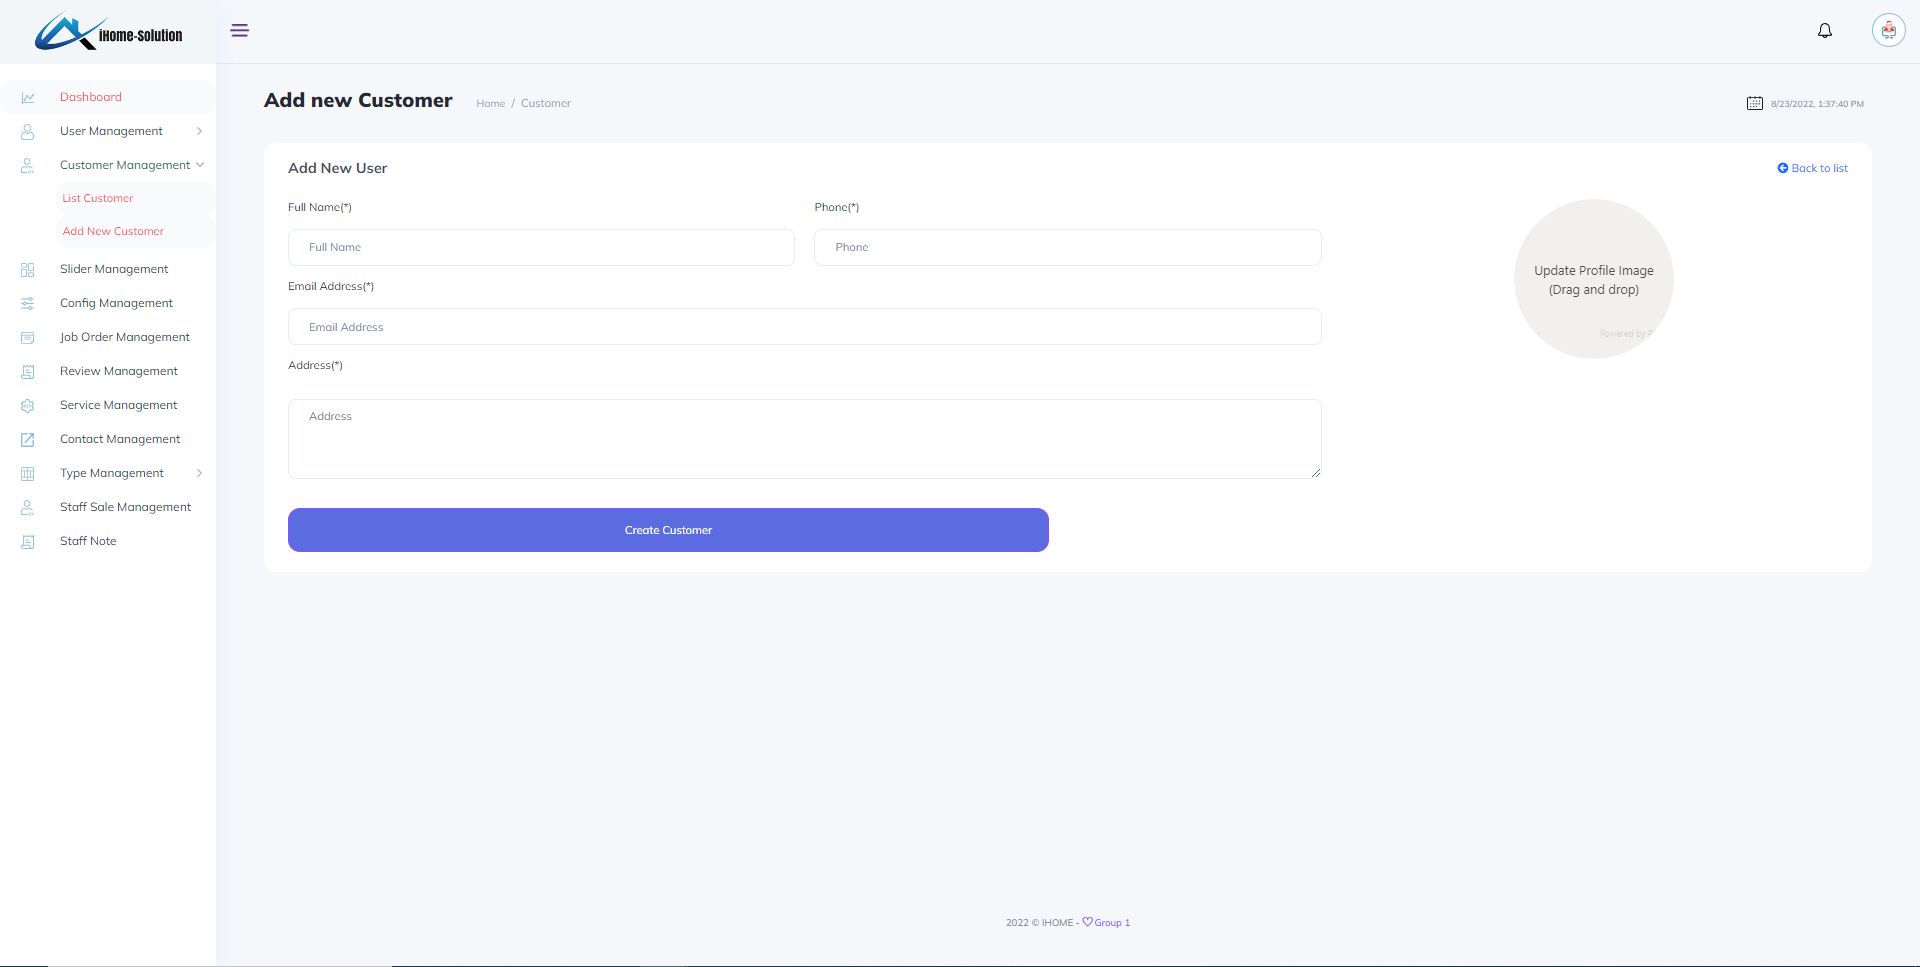 iHome-solution
Dashboard
User Management
Customer Management
List Customer
Add New Customer
Slider Management
Config Management
Job Order Management
Review Management
Service Management
Contact Management
Type Management
Staff Sale Management
Staff Note
Add new Customer
Home / Customer
8/23/2022, 1:37:40 PM
Add New User
Back to list
Full Name(*)
Phone(*)
Full Name
Phone
Email Address(*)
Email Address
Address(*)
Address
Create Customer
Update Profile Image
(Drag and drop)
Powered by
2022 © IHOME - Group 1